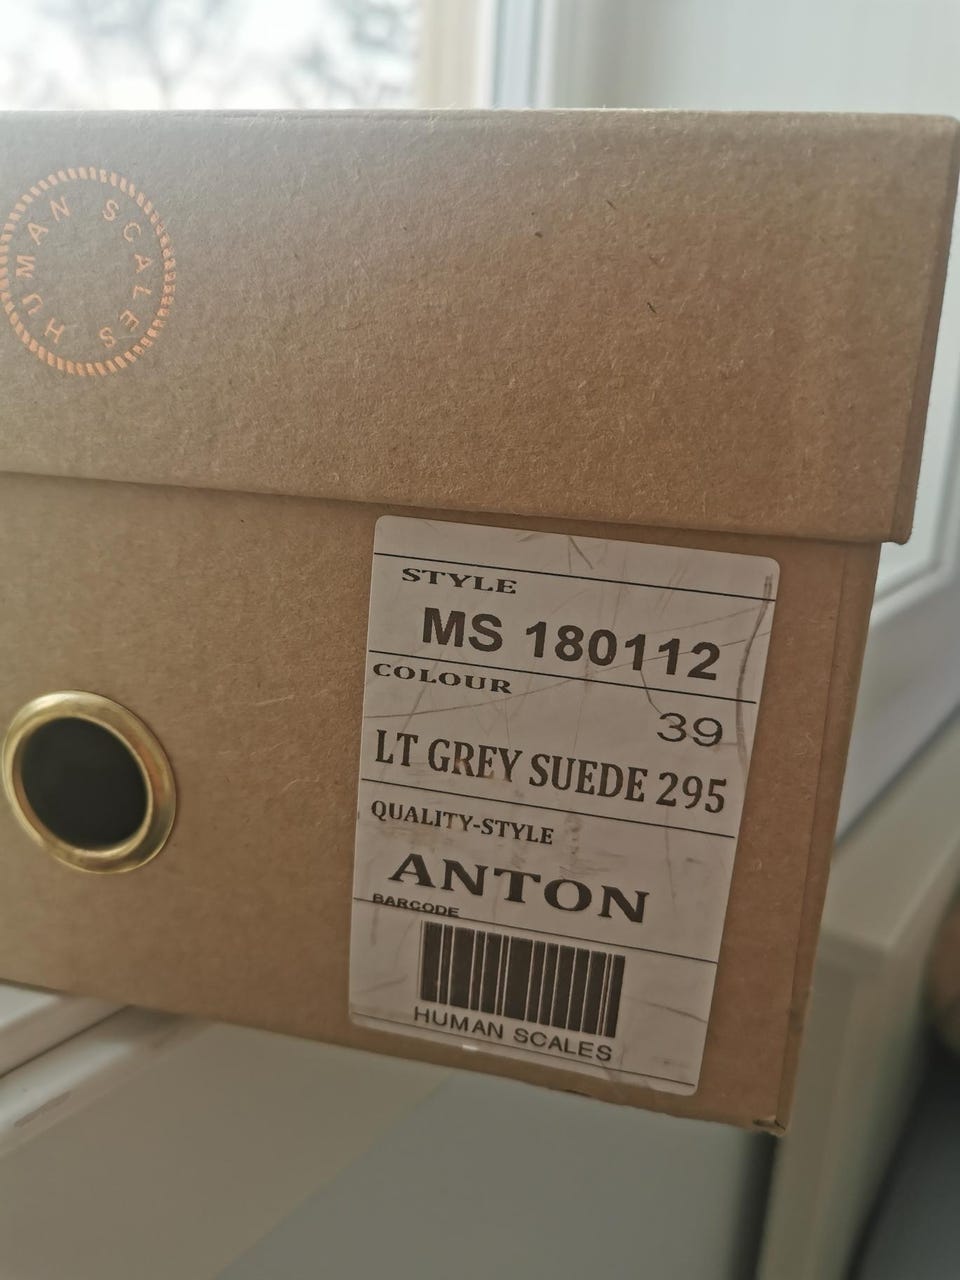 HUMAN SCALES
STYLE
MS 180112
COLOUR
39
LT GREY SUEDE 295
QUALITY-STYLE
ANTON
BARCODE
HUMAN SCALES